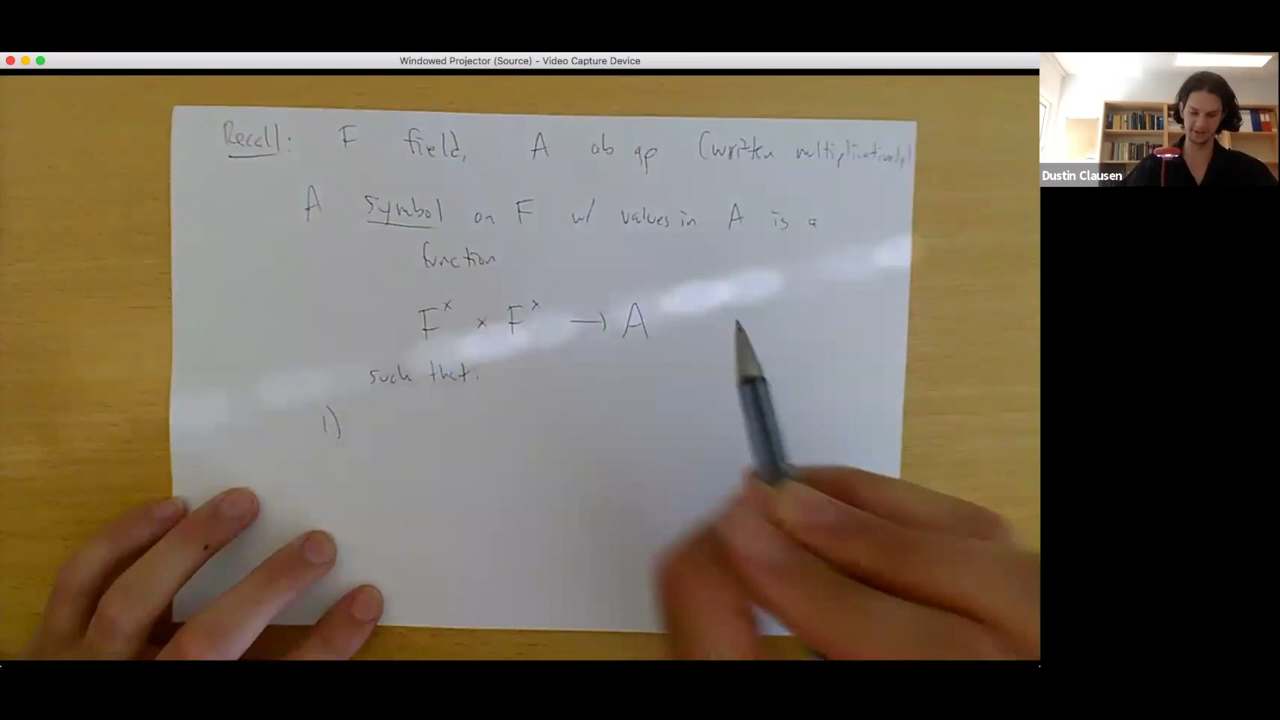 Windowed Projector (Source) - Video Capture Device
Dustin Clausen
Recall: F field, A ab gp (written multiplicatively)
A symbol on F w/ values in A is a
function
F^x × F^x → A
such that:
1)